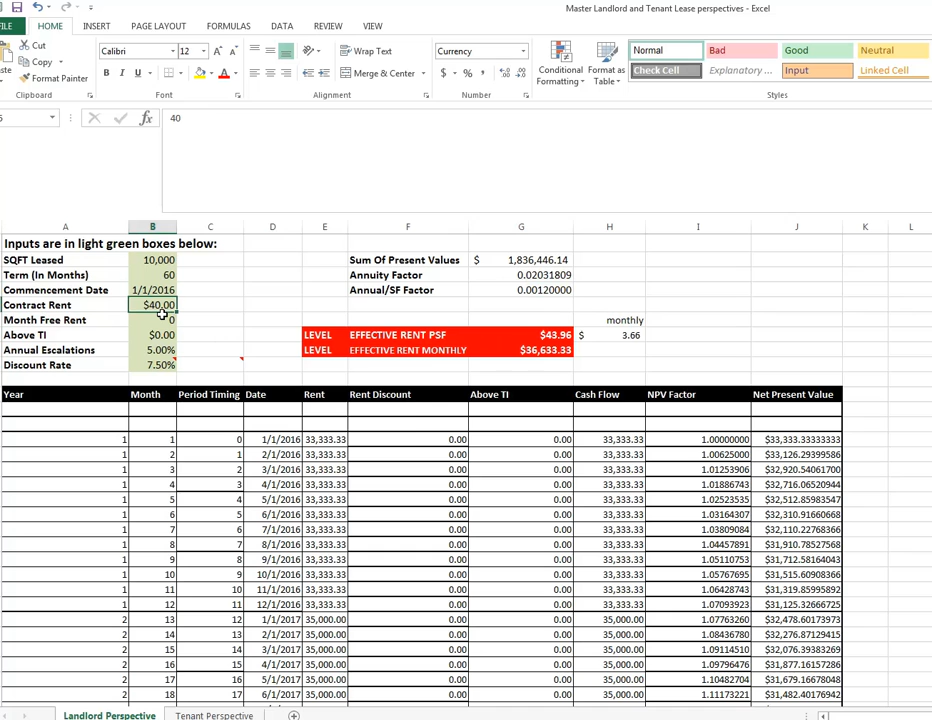 Master Landlord and Tenant Lease perspectives - Excel
FILE HOME INSERT PAGE LAYOUT FORMULAS DATA REVIEW VIEW
Cut
Copy
Format Painter
Clipboard
Calibri 12
Font
Wrap Text
Merge & Center
Alignment
Currency
$ % ,
Number
Conditional Formatting
Format as Table
Normal Bad Good Neutral
Check Cell Explanatory ... Input Linked Cell
Styles
fx 40
A B C D E F G H I J K L
Inputs are in light green boxes below:
SQFT Leased 10,000 Sum Of Present Values $ 1,836,446.14
Term (In Months) 60 Annuity Factor 0.02031809
Commencement Date 1/1/2016 Annual/SF Factor 0.00120000
Contract Rent $40.00
Month Free Rent 0 monthly
Above TI $0.00 LEVEL EFFECTIVE RENT PSF $43.96 $ 3.66
Annual Escalations 5.00% LEVEL EFFECTIVE RENT MONTHLY $36,633.33
Discount Rate 7.50%
Year Month Period Timing Date Rent Rent Discount Above TI Cash Flow NPV Factor Net Present Value
1 1 0 1/1/2016 33,333.33 0.00 0.00 33,333.33 1.00000000 $33,333.33333333
1 2 1 2/1/2016 33,333.33 0.00 0.00 33,333.33 1.00625000 $33,126.29399586
1 3 2 3/1/2016 33,333.33 0.00 0.00 33,333.33 1.01253906 $32,920.54061700
1 4 3 4/1/2016 33,333.33 0.00 0.00 33,333.33 1.01886743 $32,716.06520944
1 5 4 5/1/2016 33,333.33 0.00 0.00 33,333.33 1.02523535 $32,512.85983547
1 6 5 6/1/2016 33,333.33 0.00 0.00 33,333.33 1.03164307 $32,310.91660668
1 7 6 7/1/2016 33,333.33 0.00 0.00 33,333.33 1.03809084 $32,110.22768366
1 8 7 8/1/2016 33,333.33 0.00 0.00 33,333.33 1.04457891 $31,910.78527568
1 9 8 9/1/2016 33,333.33 0.00 0.00 33,333.33 1.05110753 $31,712.58164043
1 10 9 10/1/2016 33,333.33 0.00 0.00 33,333.33 1.05767695 $31,515.60908366
1 11 10 11/1/2016 33,333.33 0.00 0.00 33,333.33 1.06428743 $31,319.85995892
1 12 11 12/1/2016 33,333.33 0.00 0.00 33,333.33 1.07093923 $31,125.32666725
2 13 12 1/1/2017 35,000.00 0.00 0.00 35,000.00 1.07763260 $32,478.60173973
2 14 13 2/1/2017 35,000.00 0.00 0.00 35,000.00 1.08436780 $32,276.87129415
2 15 14 3/1/2017 35,000.00 0.00 0.00 35,000.00 1.09114510 $32,076.39383269
2 16 15 4/1/2017 35,000.00 0.00 0.00 35,000.00 1.09796476 $31,877.16157286
2 17 16 5/1/2017 35,000.00 0.00 0.00 35,000.00 1.10482704 $31,679.16678048
2 18 17 6/1/2017 35,000.00 0.00 0.00 35,000.00 1.11173221 $31,482.40176942
Landlord Perspective Tenant Perspective